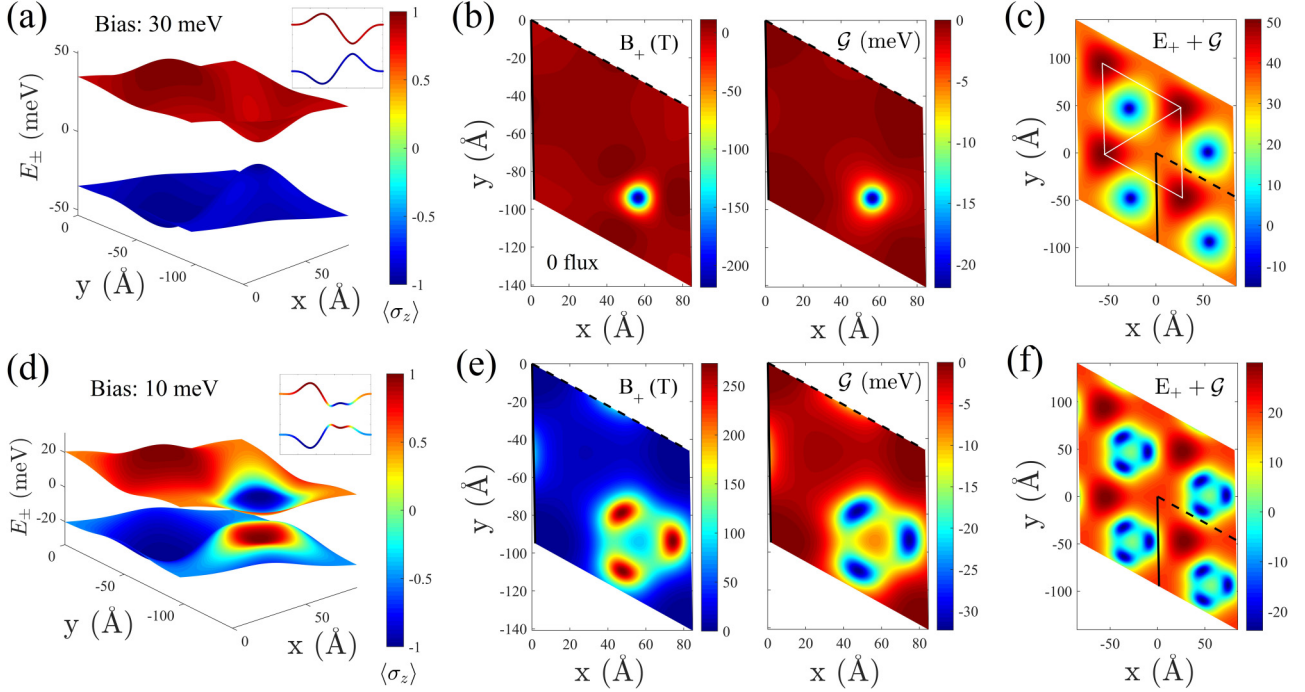 (a)
Bias: 30 meV
E± (meV)
50
0
-50
0
-50
-100
y (Å)
0
50
x (Å)
1
0.5
0
-0.5
-1
⟨σz⟩
(b)
B+ (T)
0 flux
0
-20
-40
-60
-80
-100
-120
-140
y (Å)
0 20 40 60 80
x (Å)
0
-50
-100
-150
-200
𝒢 (meV)
0 20 40 60 80
x (Å)
0
-5
-10
-15
-20
(c)
E+ + 𝒢
100
50
0
-50
-100
y (Å)
-50 0 50
x (Å)
50
40
30
20
10
0
-10
(d)
Bias: 10 meV
E± (meV)
20
0
-20
0
-50
-100
y (Å)
0
50
x (Å)
1
0.5
0
-0.5
-1
⟨σz⟩
(e)
B+ (T)
0
-20
-40
-60
-80
-100
-120
-140
y (Å)
0 20 40 60 80
x (Å)
250
200
150
100
50
0
𝒢 (meV)
0 20 40 60 80
x (Å)
0
-5
-10
-15
-20
-25
-30
(f)
E+ + 𝒢
100
50
0
-50
-100
y (Å)
-50 0 50
x (Å)
20
10
0
-10
-20